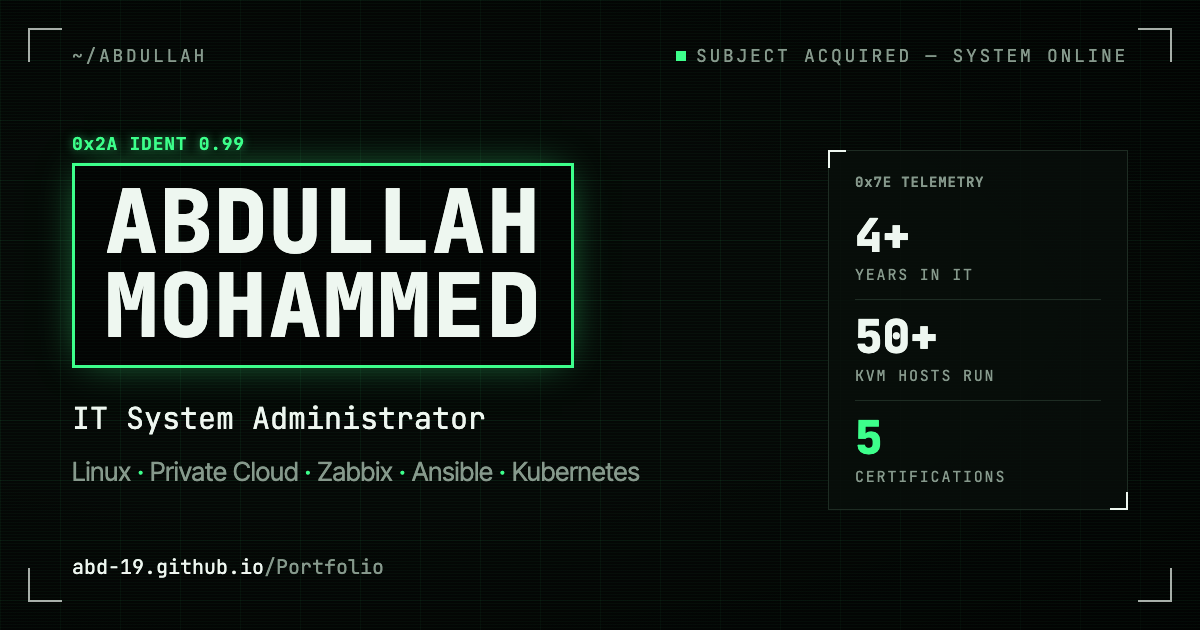 ~/ABDULLAH
SUBJECT ACQUIRED — SYSTEM ONLINE
0x2A IDENT 0.99
ABDULLAH
MOHAMMED
IT System Administrator
Linux · Private Cloud · Zabbix · Ansible · Kubernetes
abd-19.github.io/Portfolio
0x7E TELEMETRY
4+
YEARS IN IT
50+
KVM HOSTS RUN
5
CERTIFICATIONS